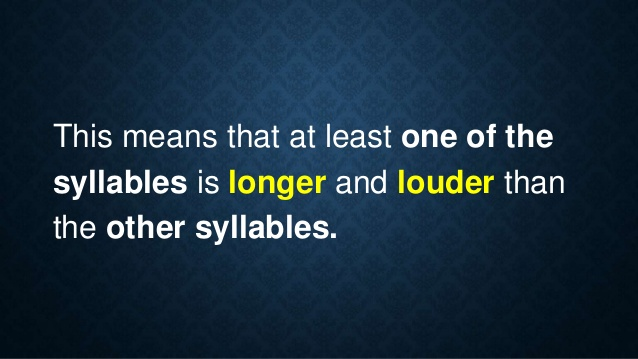 This means that at least one of the
syllables is longer and louder than
the other syllables.